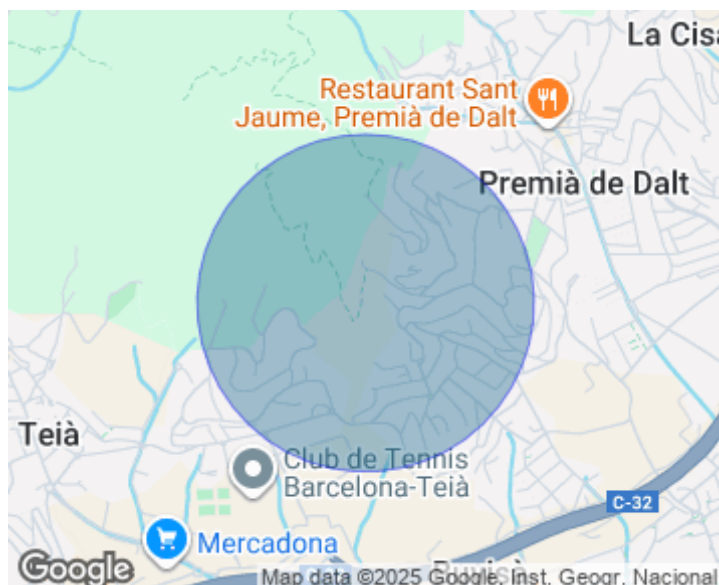 La Cisa
Restaurant Sant
Jaume, Premià de Dalt
Premià de Dalt
Teià
Club de Tennis
Barcelona-Teià
C-32
Mercadona
Google
Map data ©2025 Google, Inst. Geogr. Nacional